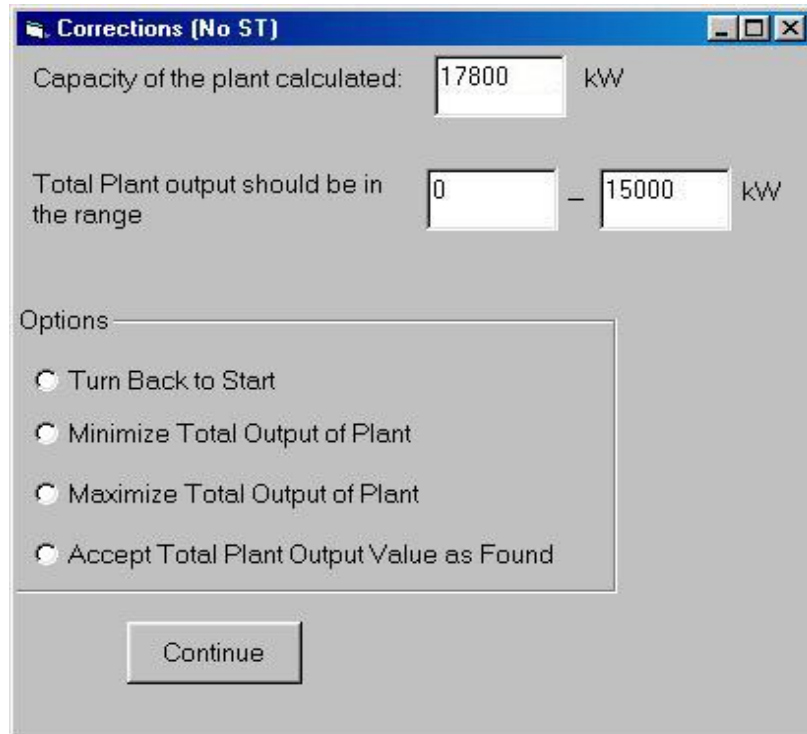 Corrections (No ST)
Capacity of the plant calculated: 17800 kW
Total Plant output should be in
the range 0 – 15000 kW
Options
Turn Back to Start
Minimize Total Output of Plant
Maximize Total Output of Plant
Accept Total Plant Output Value as Found
Continue